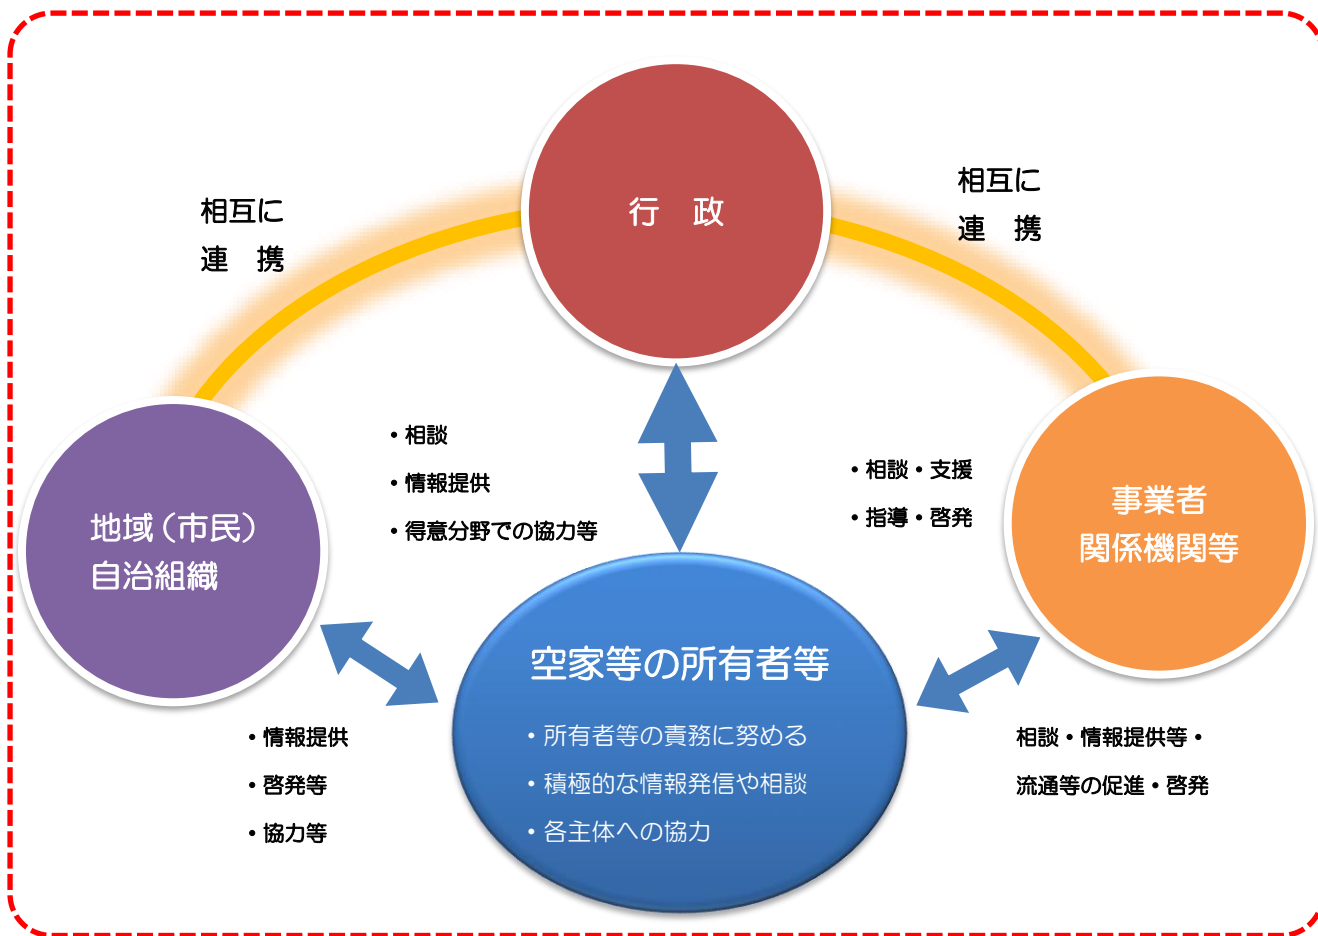 行　政
相互に
連　携
相互に
連　携
・相談
・情報提供
・得意分野での協力等
・相談・支援
・指導・啓発
地域（市民）
自治組織
事業者
関係機関等
空家等の所有者等
・所有者等の責務に努める
・積極的な情報発信や相談
・各主体への協力
・情報提供
・啓発等
・協力等
相談・情報提供等・
流通等の促進・啓発